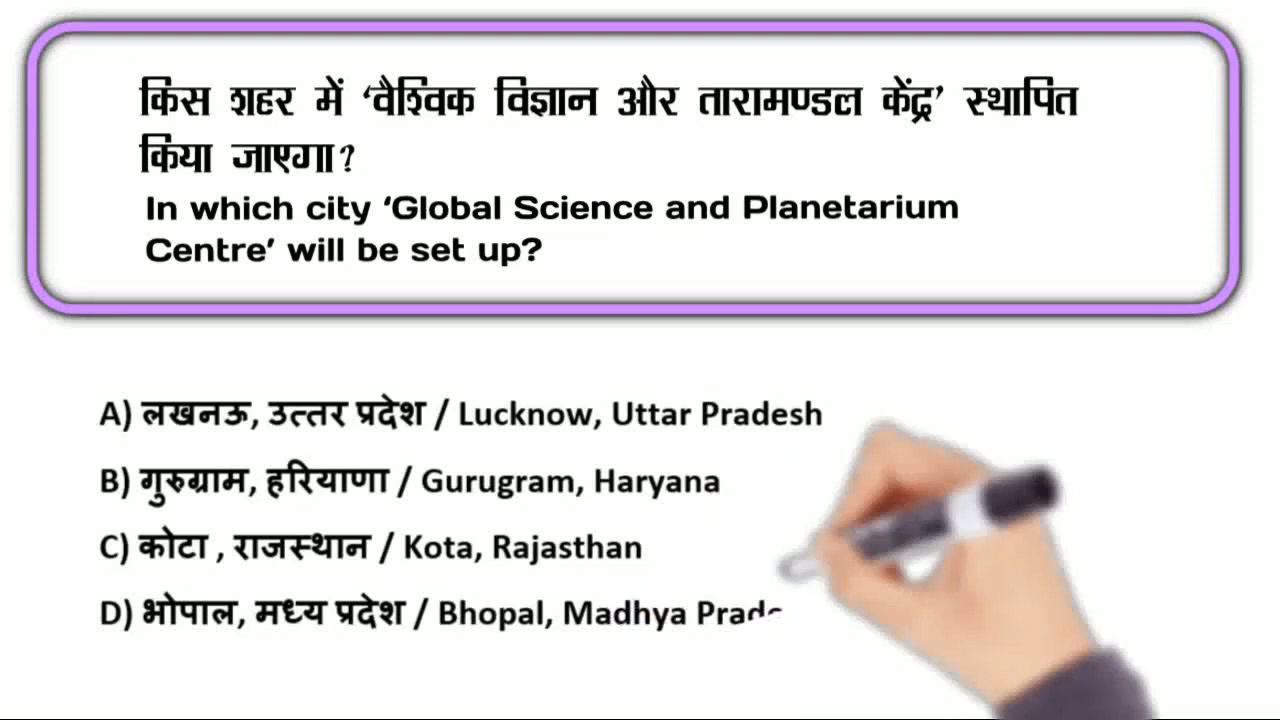 किस शहर में ‘वैश्विक विज्ञान और तारामण्डल केंद्र’ स्थापित
किया जाएगा?
In which city ‘Global Science and Planetarium
Centre’ will be set up?
A) लखनऊ, उत्तर प्रदेश / Lucknow, Uttar Pradesh
B) गुरुग्राम, हरियाणा / Gurugram, Haryana
C) कोटा , राजस्थान / Kota, Rajasthan
D) भोपाल, मध्य प्रदेश / Bhopal, Madhya